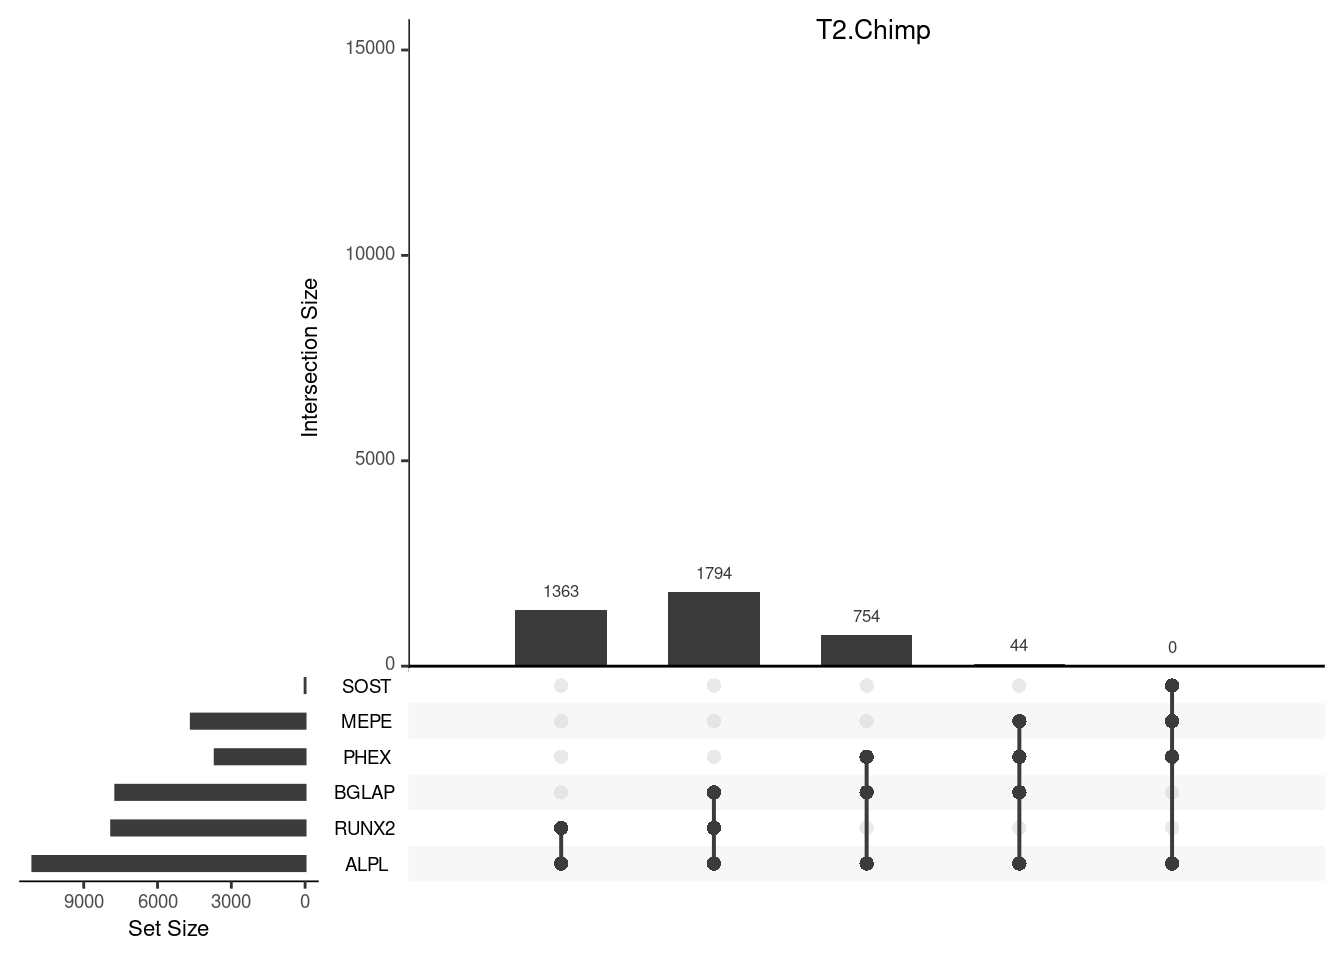 T2.Chimp
15000
10000
5000
0
Intersection Size
1363
1794
754
44
0
SOST
MEPE
PHEX
BGLAP
RUNX2
ALPL
9000 6000 3000 0
Set Size